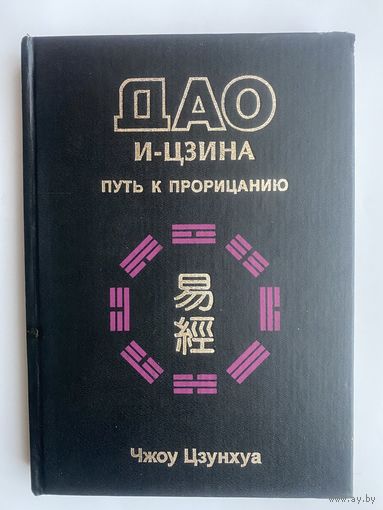 ДАО
И-ЦЗИНА
ПУТЬ К ПРОРИЦАНИЮ
易
經
Чжоу Цзунхуа
www.ay.by